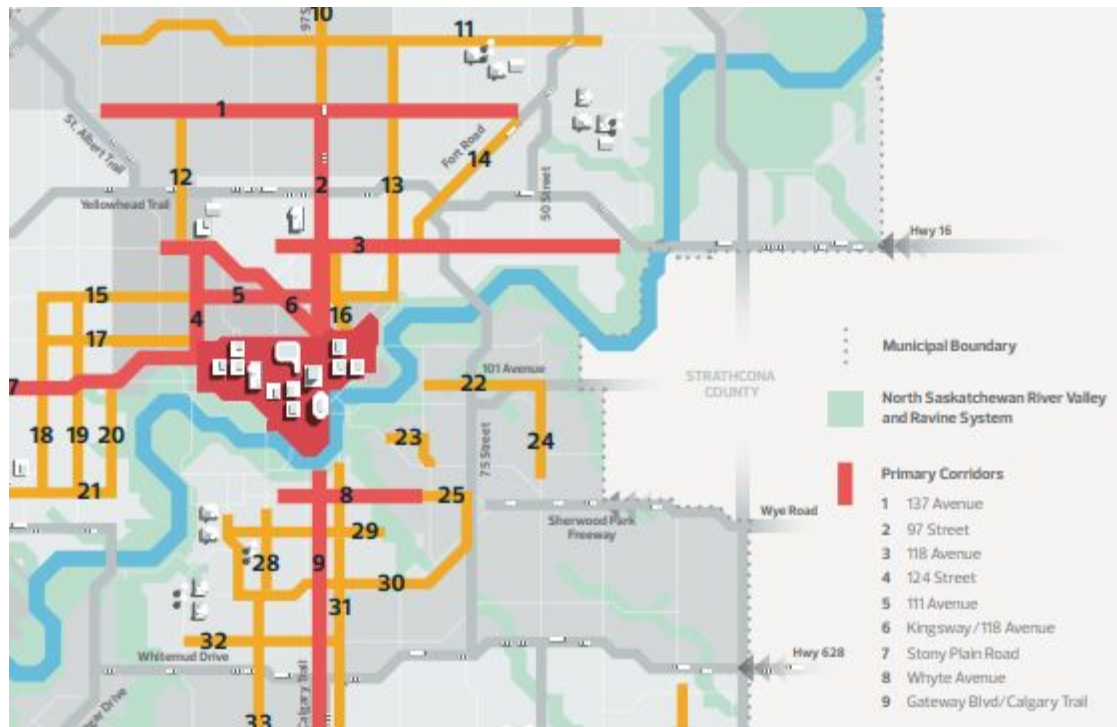 97 S
10
11
1
St. Albert Trail
Fort Road
14
12
2
13
50 Street
Yellowhead Trail
3
Hwy 16
15
5
6
16
4
17
Municipal Boundary
7
101 Avenue
22
STRATHCONA
COUNTY
North Saskatchewan River Valley
and Ravine System
18
19
20
23
75 Street
24
21
8
25
Primary Corridors
1 137 Avenue
2 97 Street
3 118 Avenue
4 124 Street
5 111 Avenue
6 Kingsway/118 Avenue
7 Stony Plain Road
8 Whyte Avenue
9 Gateway Blvd/Calgary Trail
Sherwood Park
Freeway
Wye Road
29
28
9
30
31
32
Whitemud Drive
Hwy 628
Calgary Trail
33